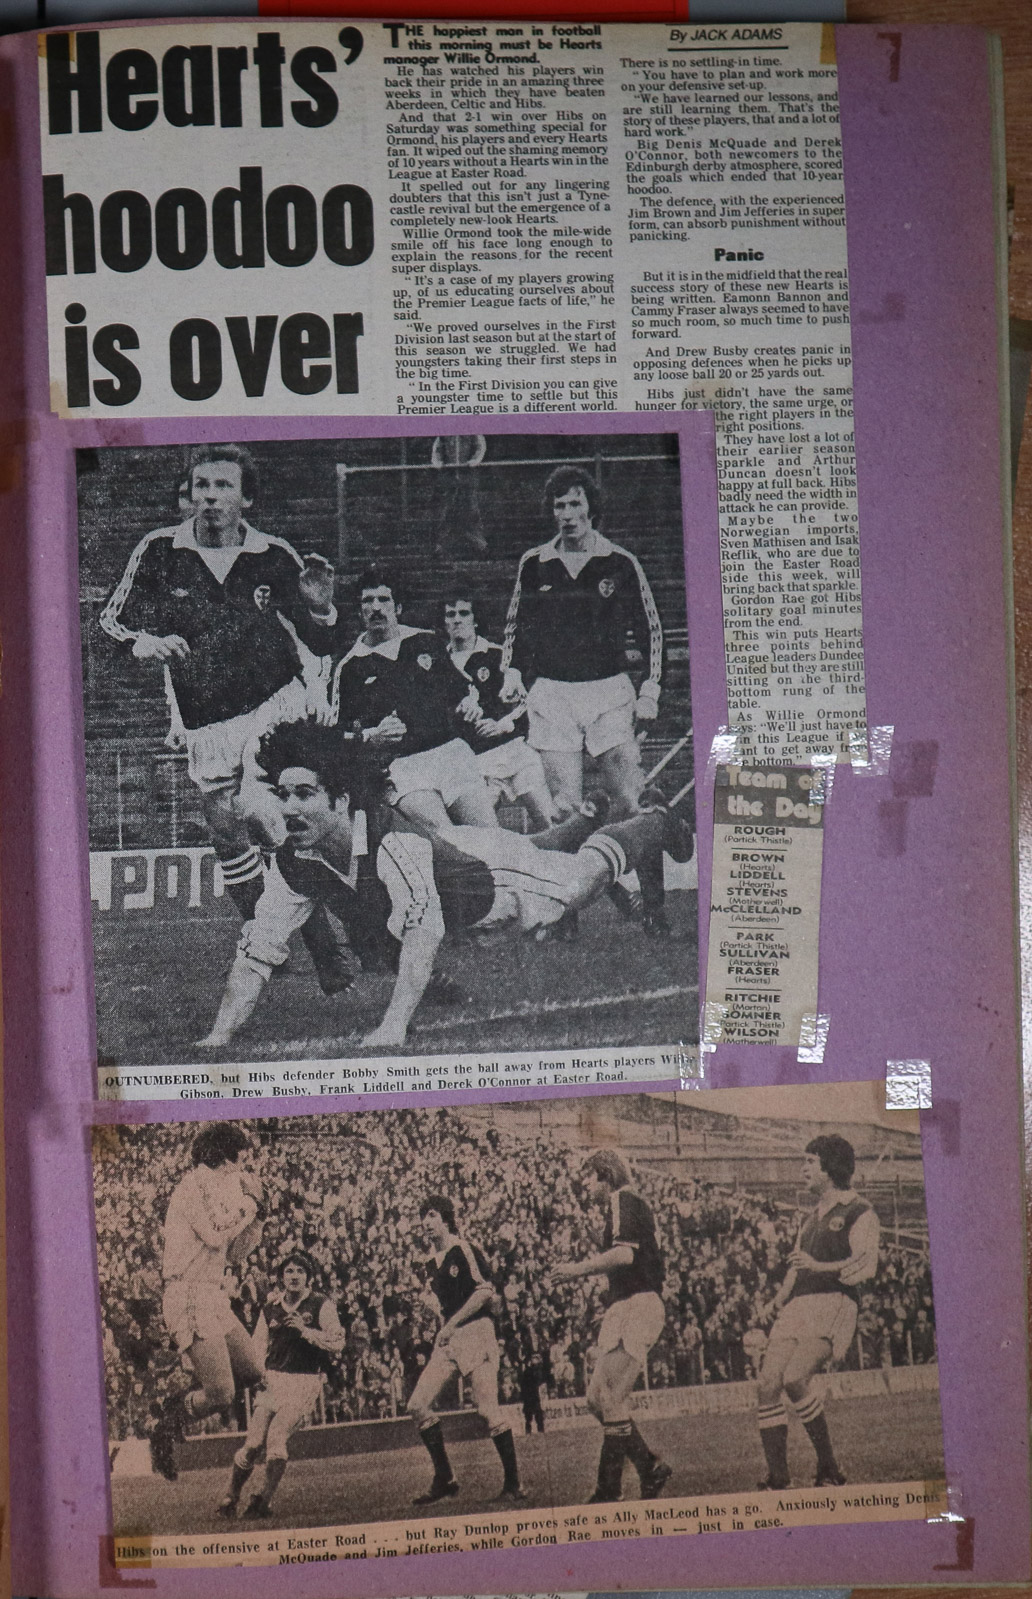 Hearts'
hoodoo
is over
THE happiest man in football
this morning must be Hearts
manager Willie Ormond.
He has watched his players win
back their pride in an amazing three
weeks in which they have beaten
Aberdeen, Celtic and Hibs.
And that 2-1 win over Hibs on
Saturday was something special for
Ormond, his players and every Hearts
fan. It wiped out the shaming memory
of 10 years without a Hearts win in the
League at Easter Road.
It spelled out for any lingering
doubters that this isn't just a Tyne-
castle revival but the emergence of a
completely new-look Hearts.
Willie Ormond took the mile-wide
smile off his face long enough to
explain the reasons for the recent
super displays.
"It's a case of my players growing
up, of us educating ourselves about
the Premier League facts of life," he
said.
"We proved ourselves in the First
Division last season but at the start of
this season we struggled. We had
youngsters taking their first steps in
the big time.
"In the First Division you can give
a youngster time to settle but this
Premier League is a different world.
By JACK ADAMS
There is no settling-in time.
"You have to plan and work more
on your defensive set-up.
"We have learned our lessons, and
are still learning them. That's the
story of these players, that and a lot of
hard work."
Big Denis McQuade and Derek
O'Connor, both newcomers to the
Edinburgh derby atmosphere, scored
the goals which ended that 10-year
hoodoo.
The defence, with the experienced
Jim Brown and Jim Jefferies in super
form, can absorb punishment without
panicking.
Panic
But it is in the midfield that the real
success story of these new Hearts is
being written. Eamonn Bannon and
Cammy Fraser always seemed to have
so much room, so much time to push
forward.
And Drew Busby creates panic in
opposing defences when he picks up
any loose ball 20 or 25 yards out.
Hibs just didn't have the same
hunger for victory, the same urge, or
the right players in the
right positions.
They have lost a lot of
their earlier season
sparkle and Arthur
Duncan doesn't look
happy at full back. Hibs
badly need the width in
attack he can provide.
Maybe the two
Norwegian imports,
Sven Mathisen and Isak
Reflik, who are due to
join the Easter Road
side this week, will
bring back that sparkle.
Gordon Rae got Hibs
solitary goal minutes
from the end.
This win puts Hearts
three points behind
League leaders Dundee
United but they are still
sitting on the third-
bottom rung of the
table.
As Willie Ormond
says: "We'll just have to
in this League if
to get away from
bottom."
Team of
the Day
ROUGH
(Partick Thistle)
BROWN
(Hearts)
LIDDELL
(Hearts)
STEVENS
(Motherwell)
McCLELLAND
(Aberdeen)
PARK
(Partick Thistle)
SULLIVAN
(Aberdeen)
FRASER
(Hearts)
RITCHIE
(Morton)
SOMNER
(Partick Thistle)
WILSON
(Motherwell)
OUTNUMBERED, but Hibs defender Bobby Smith gets the ball away from Hearts players Willie
Gibson, Drew Busby, Frank Liddell and Derek O'Connor at Easter Road.
Hibs on the offensive at Easter Road . . . but Ray Dunlop proves safe as Ally MacLeod has a go. Anxiously watching Denis
McQuade and Jim Jefferies, while Gordon Rae moves in — just in case.